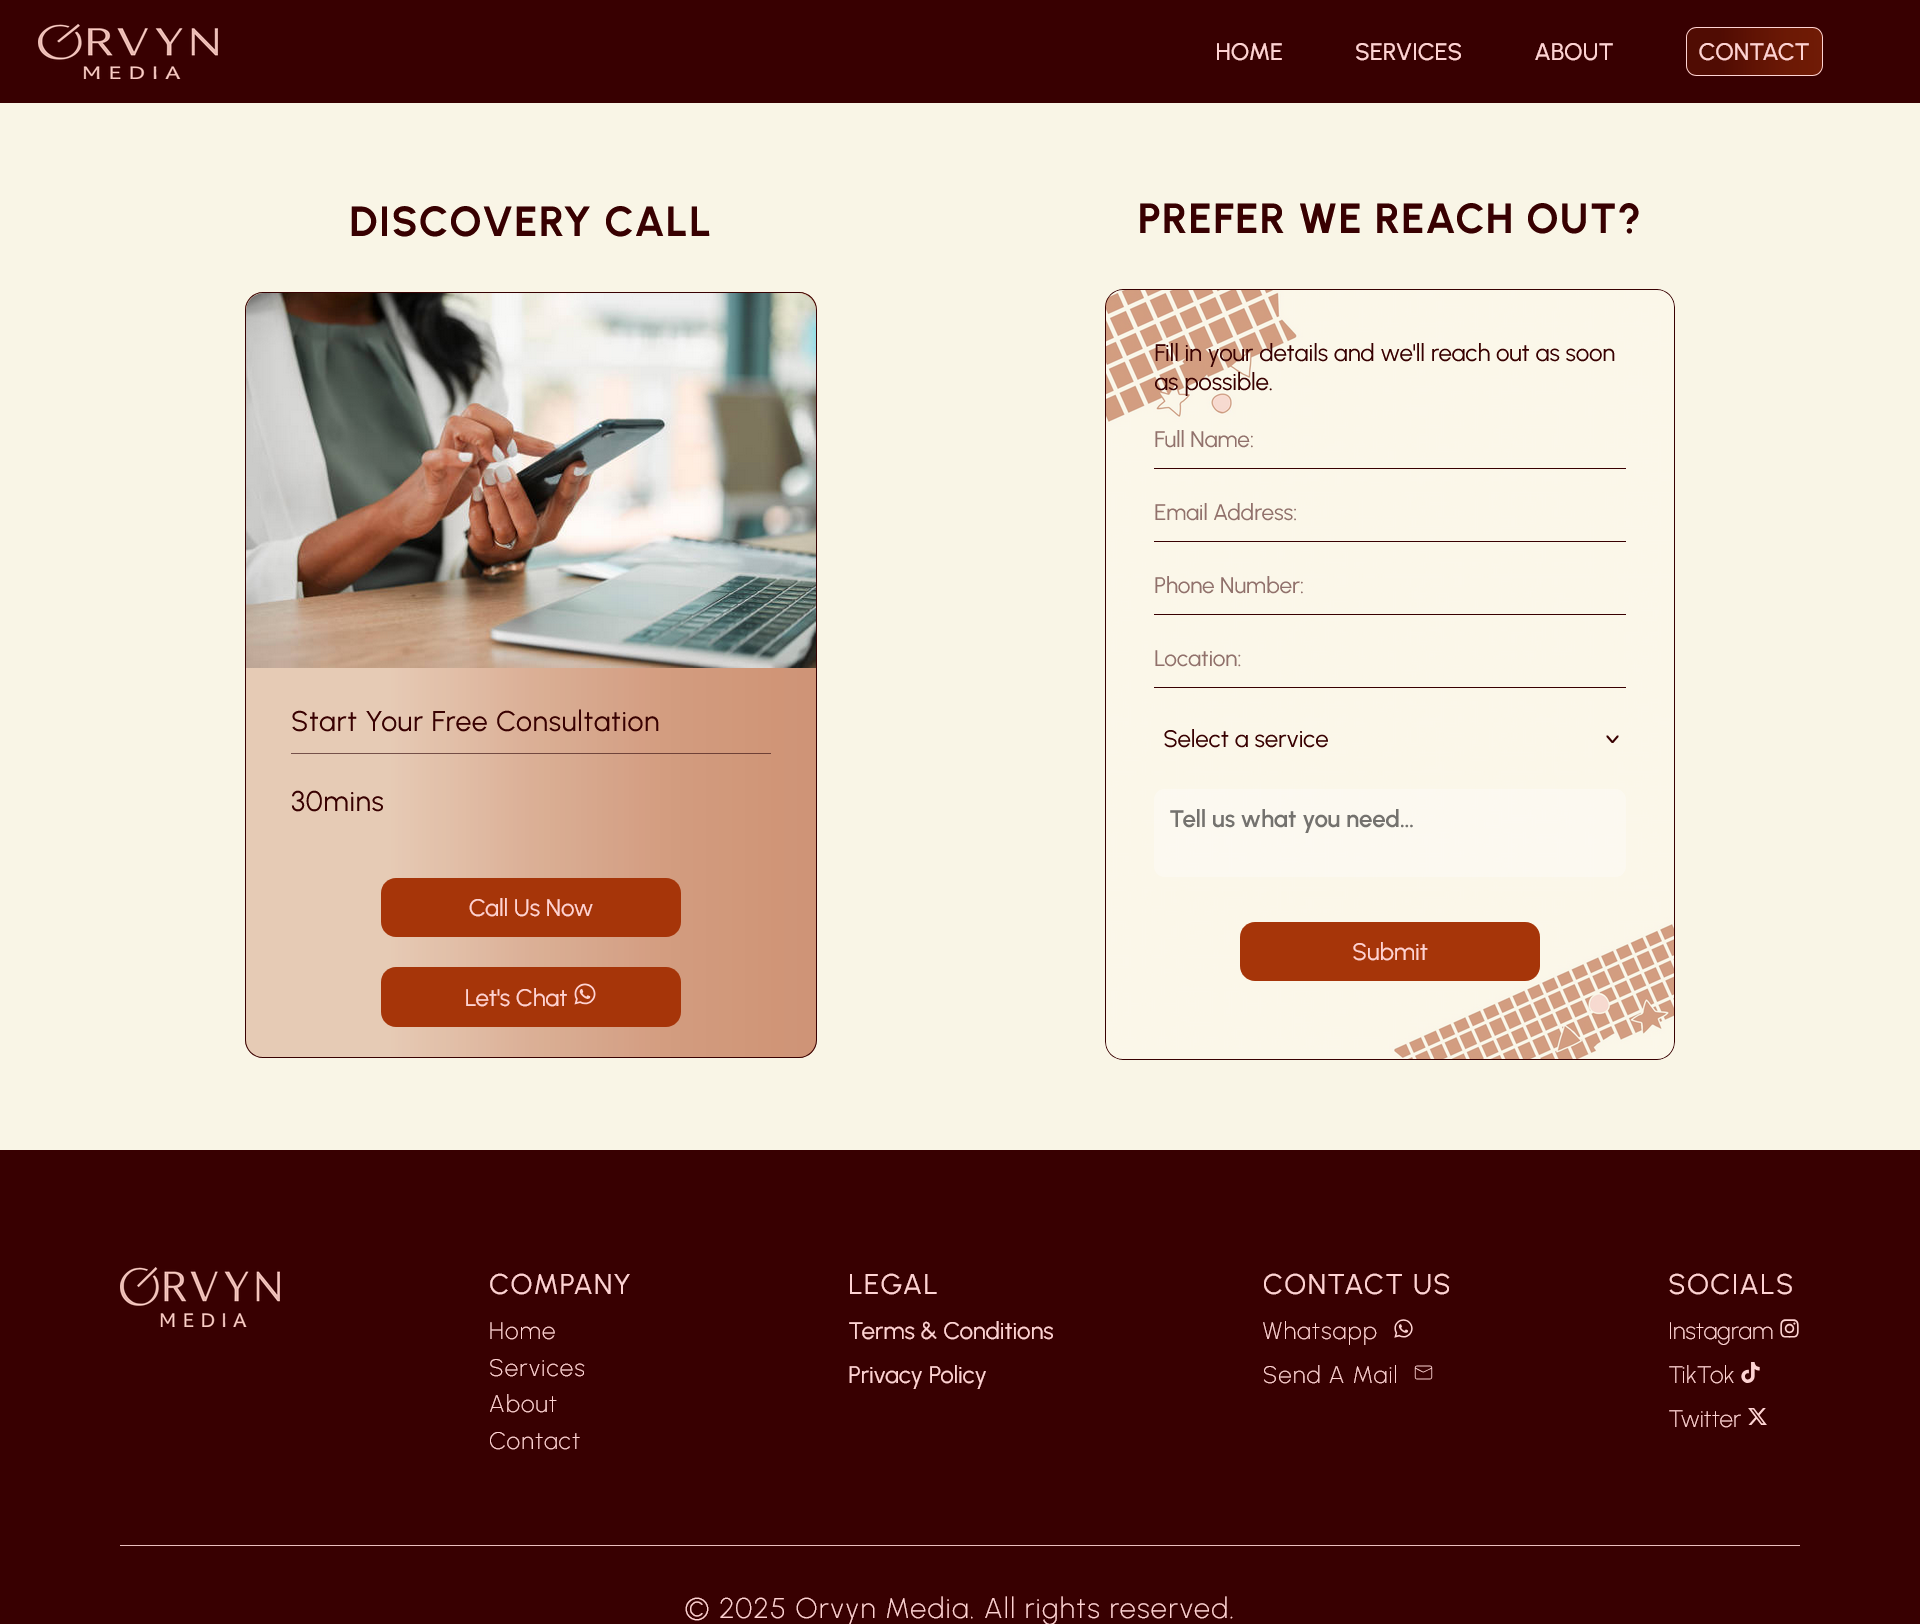 ORVYN
MEDIA
HOME
SERVICES
ABOUT
CONTACT
DISCOVERY CALL
Start Your Free Consultation
30mins
Call Us Now
Let's Chat
PREFER WE REACH OUT?
Fill in your details and we'll reach out as soon
as possible.
Full Name:
Email Address:
Phone Number:
Location:
Select a service
Tell us what you need...
Submit
ORVYN
MEDIA
COMPANY
Home
Services
About
Contact
LEGAL
Terms & Conditions
Privacy Policy
CONTACT US
Whatsapp
Send A Mail
SOCIALS
Instagram
TikTok
Twitter
© 2025 Orvyn Media. All rights reserved.